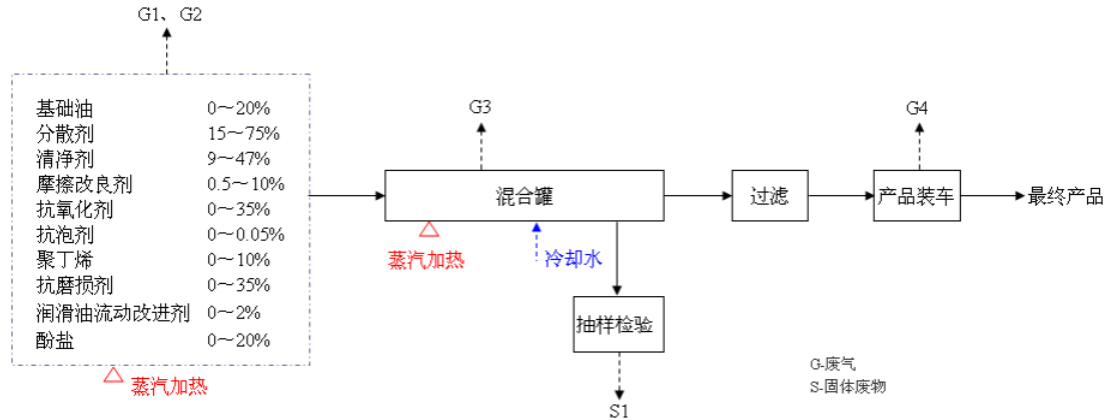 G1、G2
基础油 0～20%
分散剂 15～75%
清净剂 9～47%
摩擦改良剂 0.5～10%
抗氧化剂 0～35%
抗泡剂 0～0.05%
聚丁烯 0～10%
抗磨损剂 0～35%
润滑油流动改进剂 0～2%
酚盐 0～20%
蒸汽加热
G3
混合罐
蒸汽加热
冷却水
抽样检验
S1
过滤
G4
产品装车
最终产品
G-废气
S-固体废物